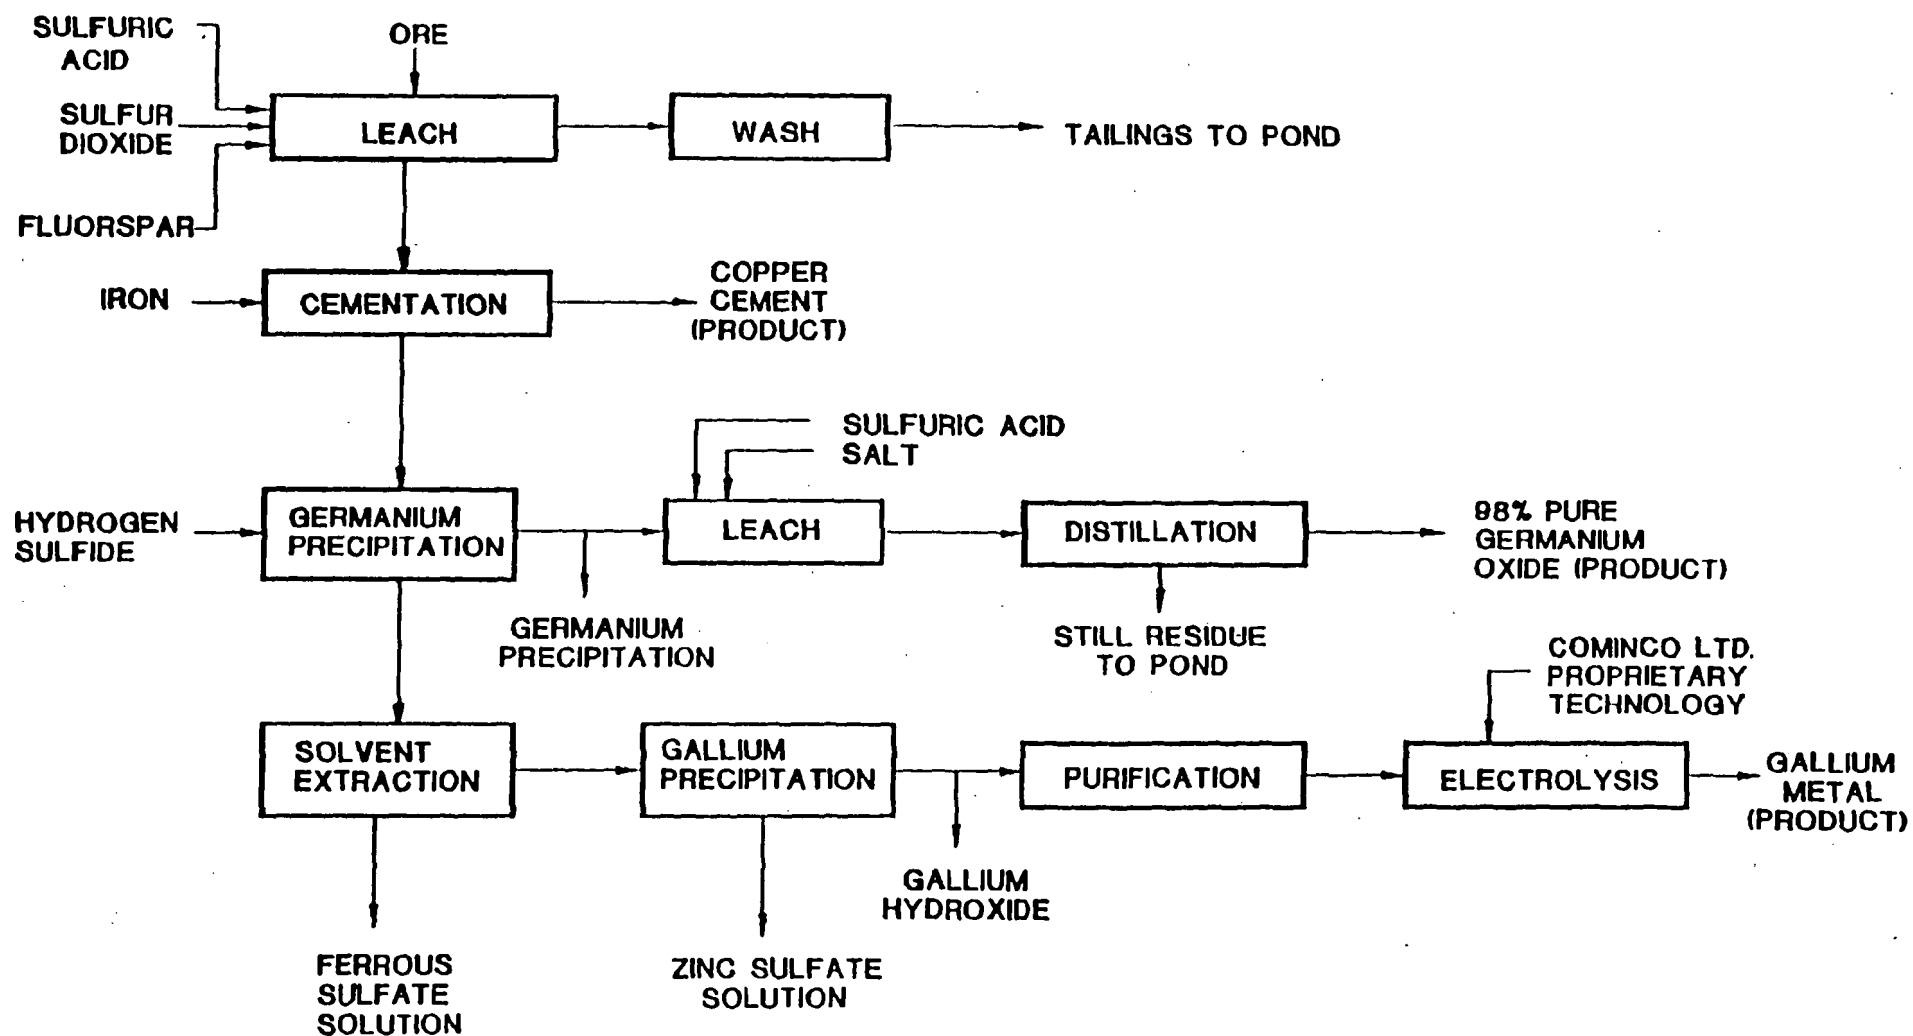 SULFURIC
ACID
ORE
SULFUR
DIOXIDE
LEACH
WASH
TAILINGS TO POND
FLUORSPAR
IRON
CEMENTATION
COPPER
CEMENT
(PRODUCT)
SULFURIC ACID
SALT
HYDROGEN
SULFIDE
GERMANIUM
PRECIPITATION
LEACH
DISTILLATION
98% PURE
GERMANIUM
OXIDE (PRODUCT)
GERMANIUM
PRECIPITATION
STILL RESIDUE
TO POND
COMINCO LTD.
PROPRIETARY
TECHNOLOGY
SOLVENT
EXTRACTION
GALLIUM
PRECIPITATION
PURIFICATION
ELECTROLYSIS
GALLIUM
METAL
(PRODUCT)
GALLIUM
HYDROXIDE
FERROUS
SULFATE
SOLUTION
ZINC SULFATE
SOLUTION